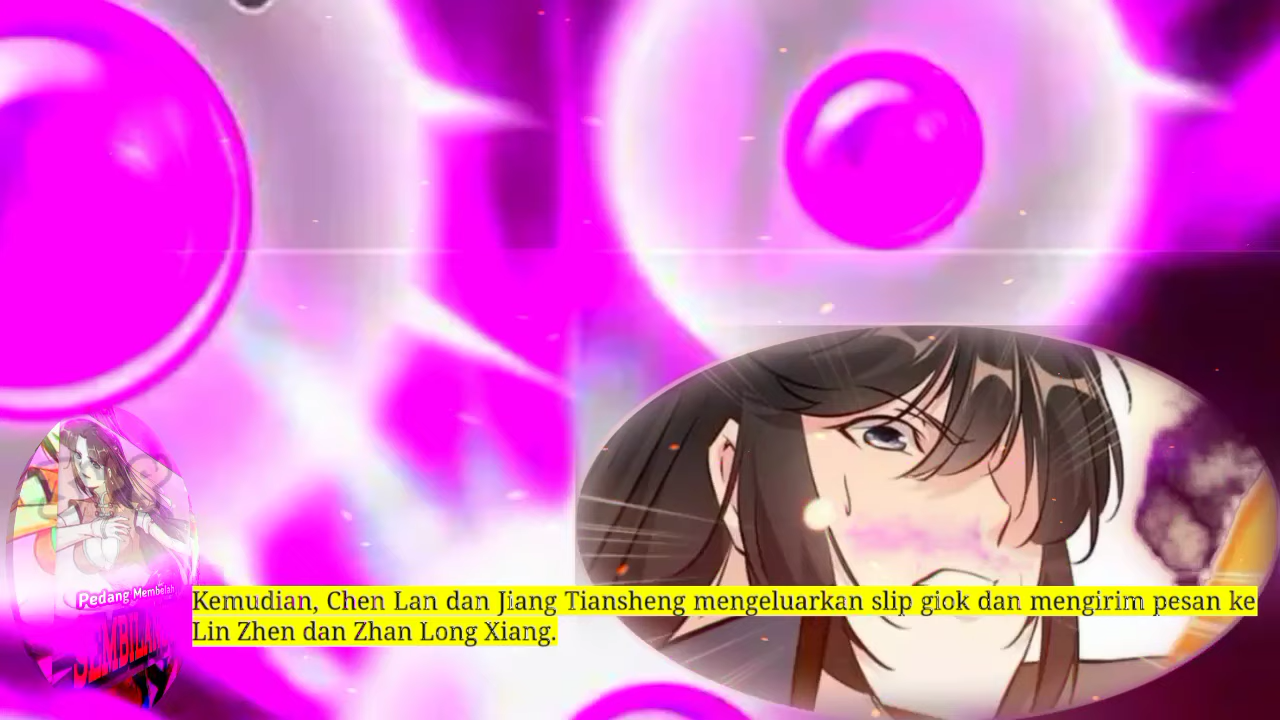 Pedang Membelah
SEMBILAN
Kemudian, Chen Lan dan Jiang Tiansheng mengeluarkan slip giok dan mengirim pesan ke
Lin Zhen dan Zhan Long Xiang.